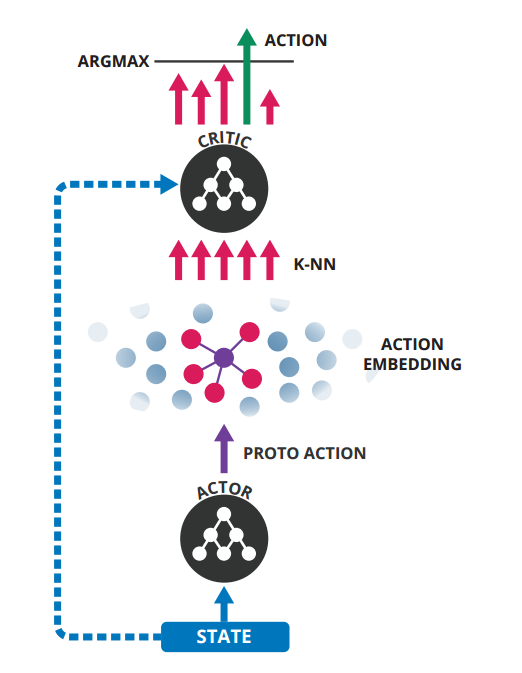 ACTION
ARGMAX
CRITIC
K-NN
ACTION
EMBEDDING
PROTO ACTION
ACTOR
STATE